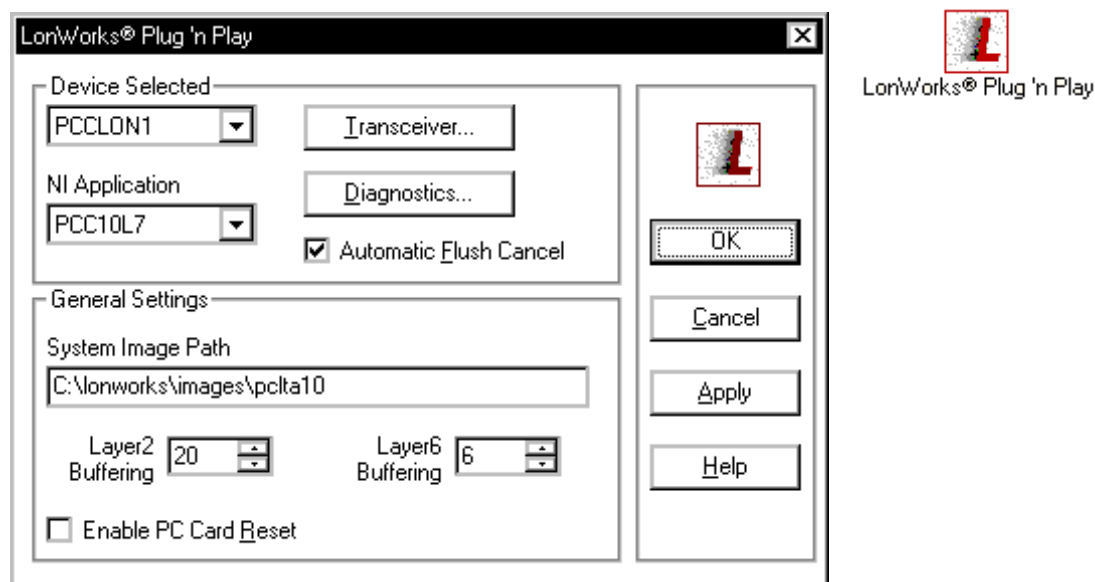 LonWorks® Plug 'n Play
Device Selected
PCCLON1
Transceiver...
NI Application
Diagnostics...
PCC10L7
Automatic Flush Cancel
General Settings
System Image Path
C:\lonworks\images\pclta10
Layer2
Buffering
20
Layer6
Buffering
6
Enable PC Card Reset
L
OK
Cancel
Apply
Help
L
LonWorks® Plug 'n Play